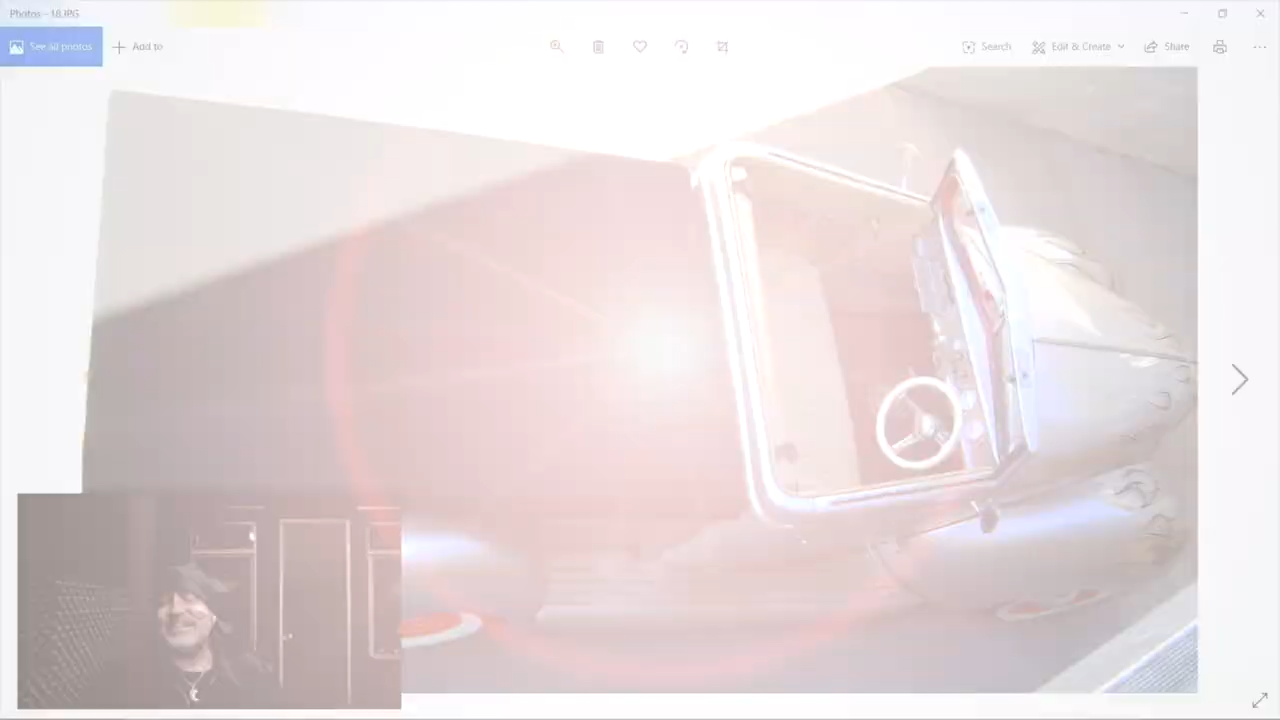 Photos - 18.JPG
See all photos
Add to
Search
Edit & Create
Share